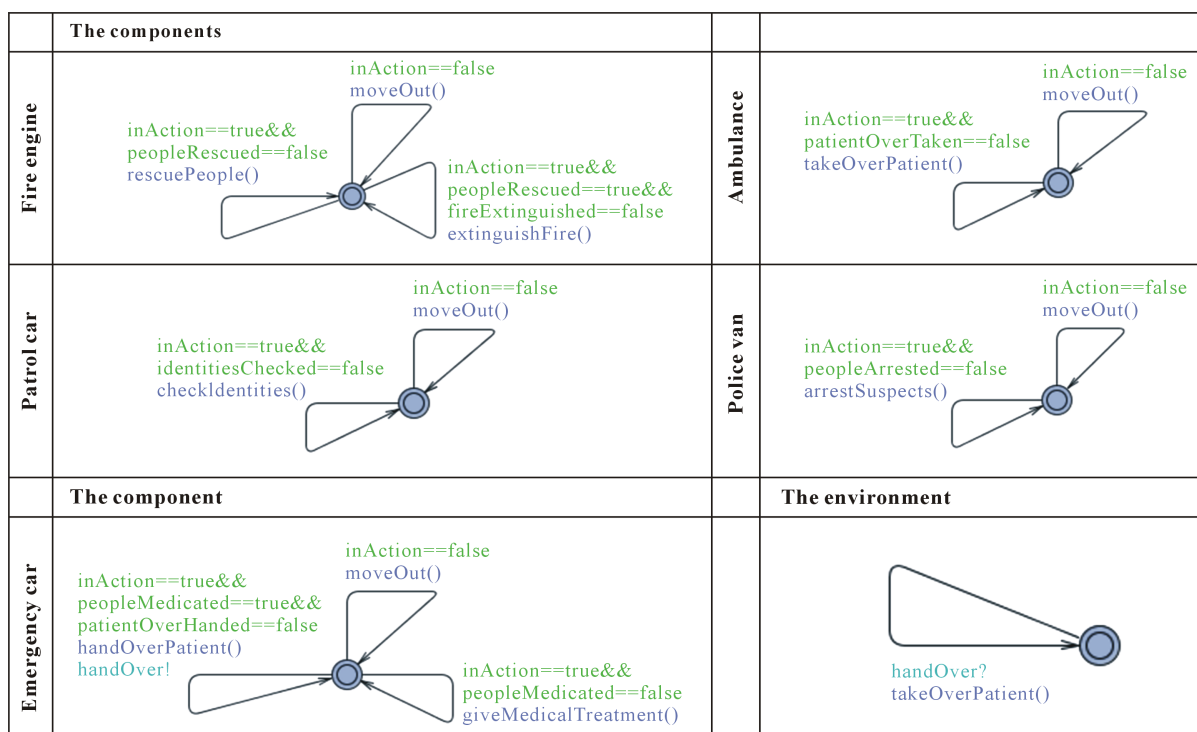 The components
Fire engine
inAction==false
moveOut()
inAction==true&&
peopleRescued==false
rescuePeople()
inAction==true&&
peopleRescued==true&&
fireExtinguished==false
extinguishFire()
Ambulance
inAction==false
moveOut()
inAction==true&&
patientOverTaken==false
takeOverPatient()
Patrol car
inAction==false
moveOut()
inAction==true&&
identitiesChecked==false
checkIdentities()
Police van
inAction==false
moveOut()
inAction==true&&
peopleArrested==false
arrestSuspects()
The component
The environment
Emergency car
inAction==false
moveOut()
inAction==true&&
peopleMedicated==true&&
patientOverHanded==false
handOverPatient()
handOver!
inAction==true&&
peopleMedicated==false
giveMedicalTreatment()
handOver?
takeOverPatient()